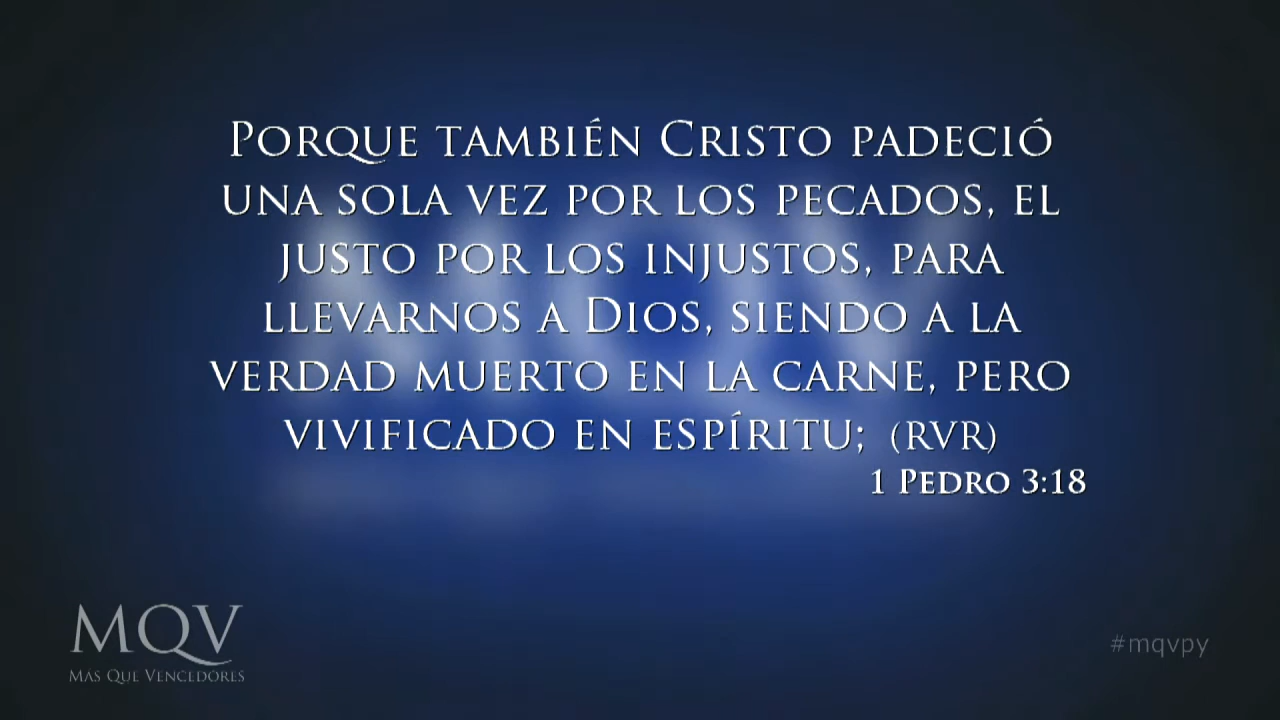 Porque también Cristo padeció
una sola vez por los pecados, el
justo por los injustos, para
llevarnos a Dios, siendo a la
verdad muerto en la carne, pero
vivificado en espíritu; (RVR)
1 Pedro 3:18
MQV
Más Que Vencedores
#mqvpy